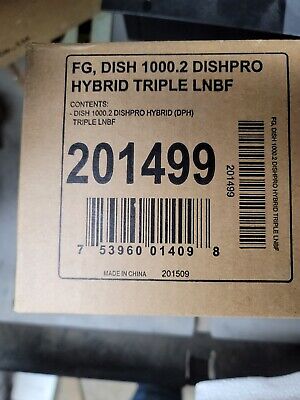 FG, DISH 1000.2 DISHPRO
HYBRID TRIPLE LNBF
CONTENTS:
- DISH 1000.2 DISHPRO HYBRID (DPH)
TRIPLE LNBF
201499
7 53960 01409 8
MADE IN CHINA 201509
FG, DISH 1000.2 DISHPRO HYBRID TRIPLE LNBF
201499